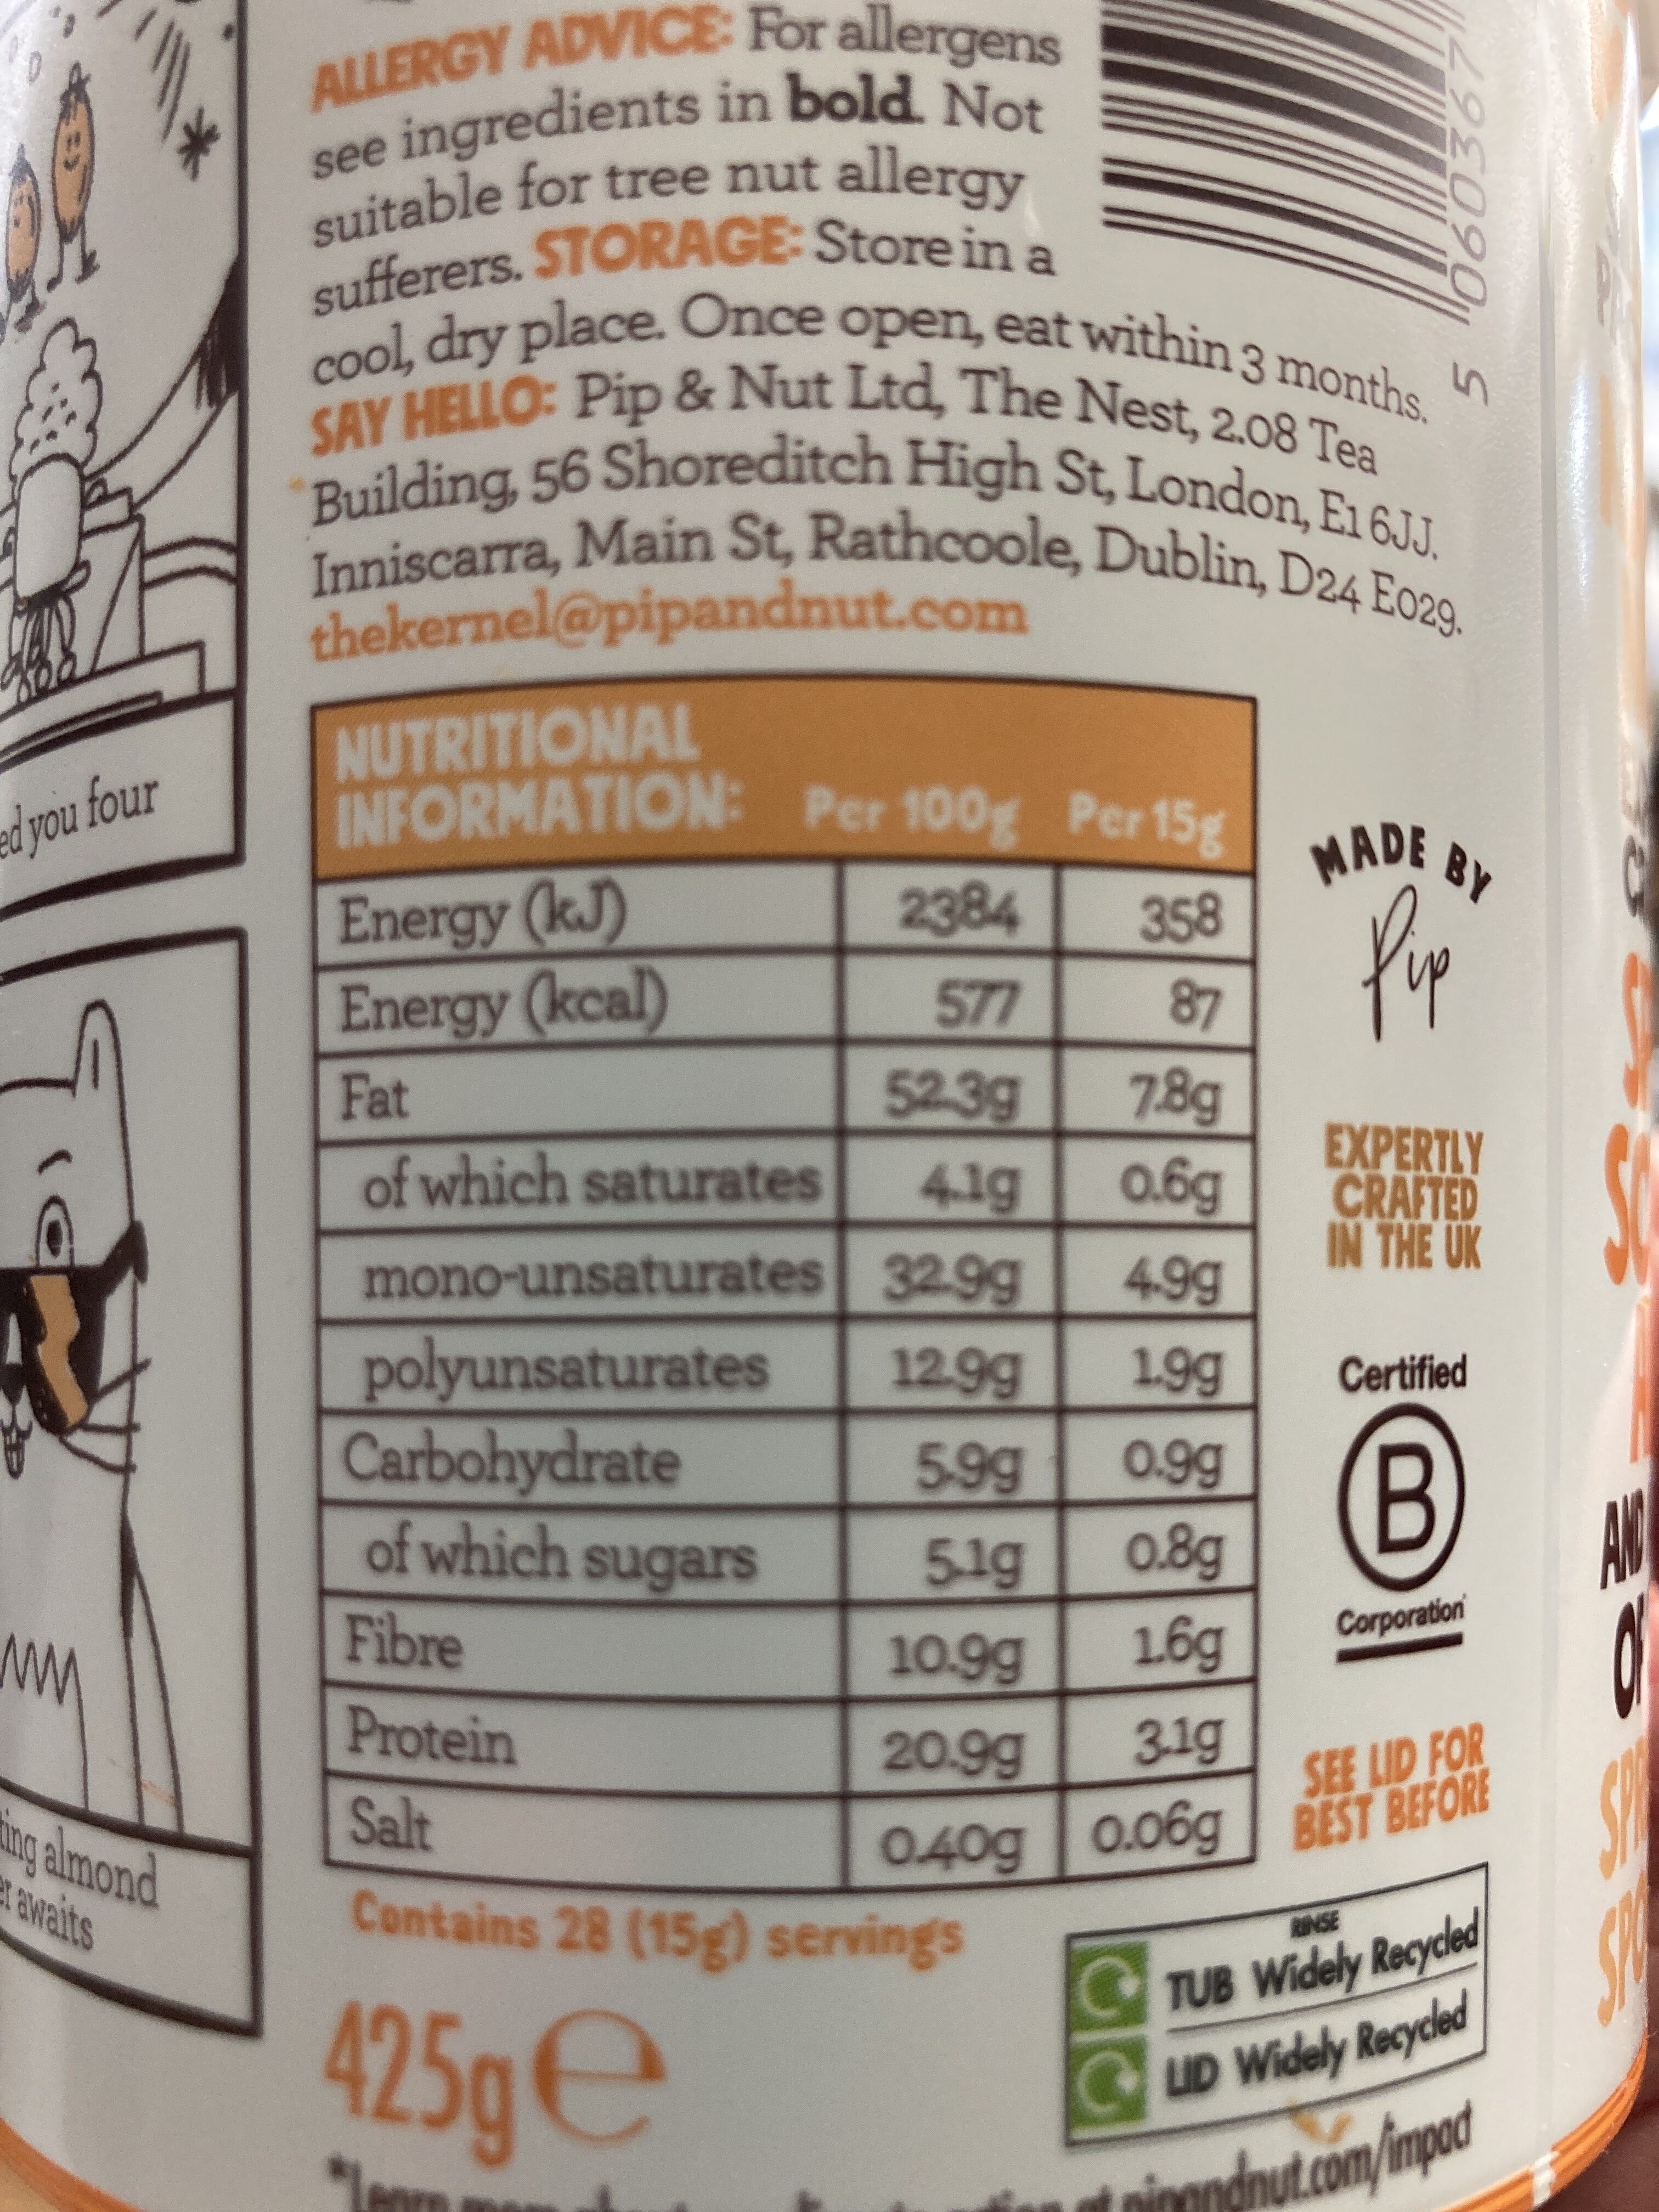 ALLERGY ADVICE: For allergens
see ingredients in bold. Not
suitable for tree nut allergy
sufferers. STORAGE: Store in a
cool, dry place. Once open, eat within 3 months.
SAY HELLO: Pip & Nut Ltd, The Nest, 2.08 Tea
Building, 56 Shoreditch High St, London, E1 6JJ.
Inniscarra, Main St, Rathcoole, Dublin, D24 E029.
thekernel@pipandnut.com
5 060367
you four
almond
awaits
NUTRITIONAL
INFORMATION: Per 100g Per 15g
Energy (kJ) 2384 358
Energy (kcal) 577 87
Fat 52.3g 7.8g
of which saturates 4.1g 0.6g
mono-unsaturates 32.9g 4.9g
polyunsaturates 12.9g 1.9g
Carbohydrate 5.9g 0.9g
of which sugars 5.1g 0.8g
Fibre 10.9g 1.6g
Protein 20.9g 3.1g
Salt 0.40g 0.06g
Contains 28 (15g) servings
425g e
MADE BY
Pip
EXPERTLY
CRAFTED
IN THE UK
Certified
B
Corporation
SEE LID FOR
BEST BEFORE
RINSE
TUB Widely Recycled
LID Widely Recycled
*Learn more at pipandnut.com/impact
AND